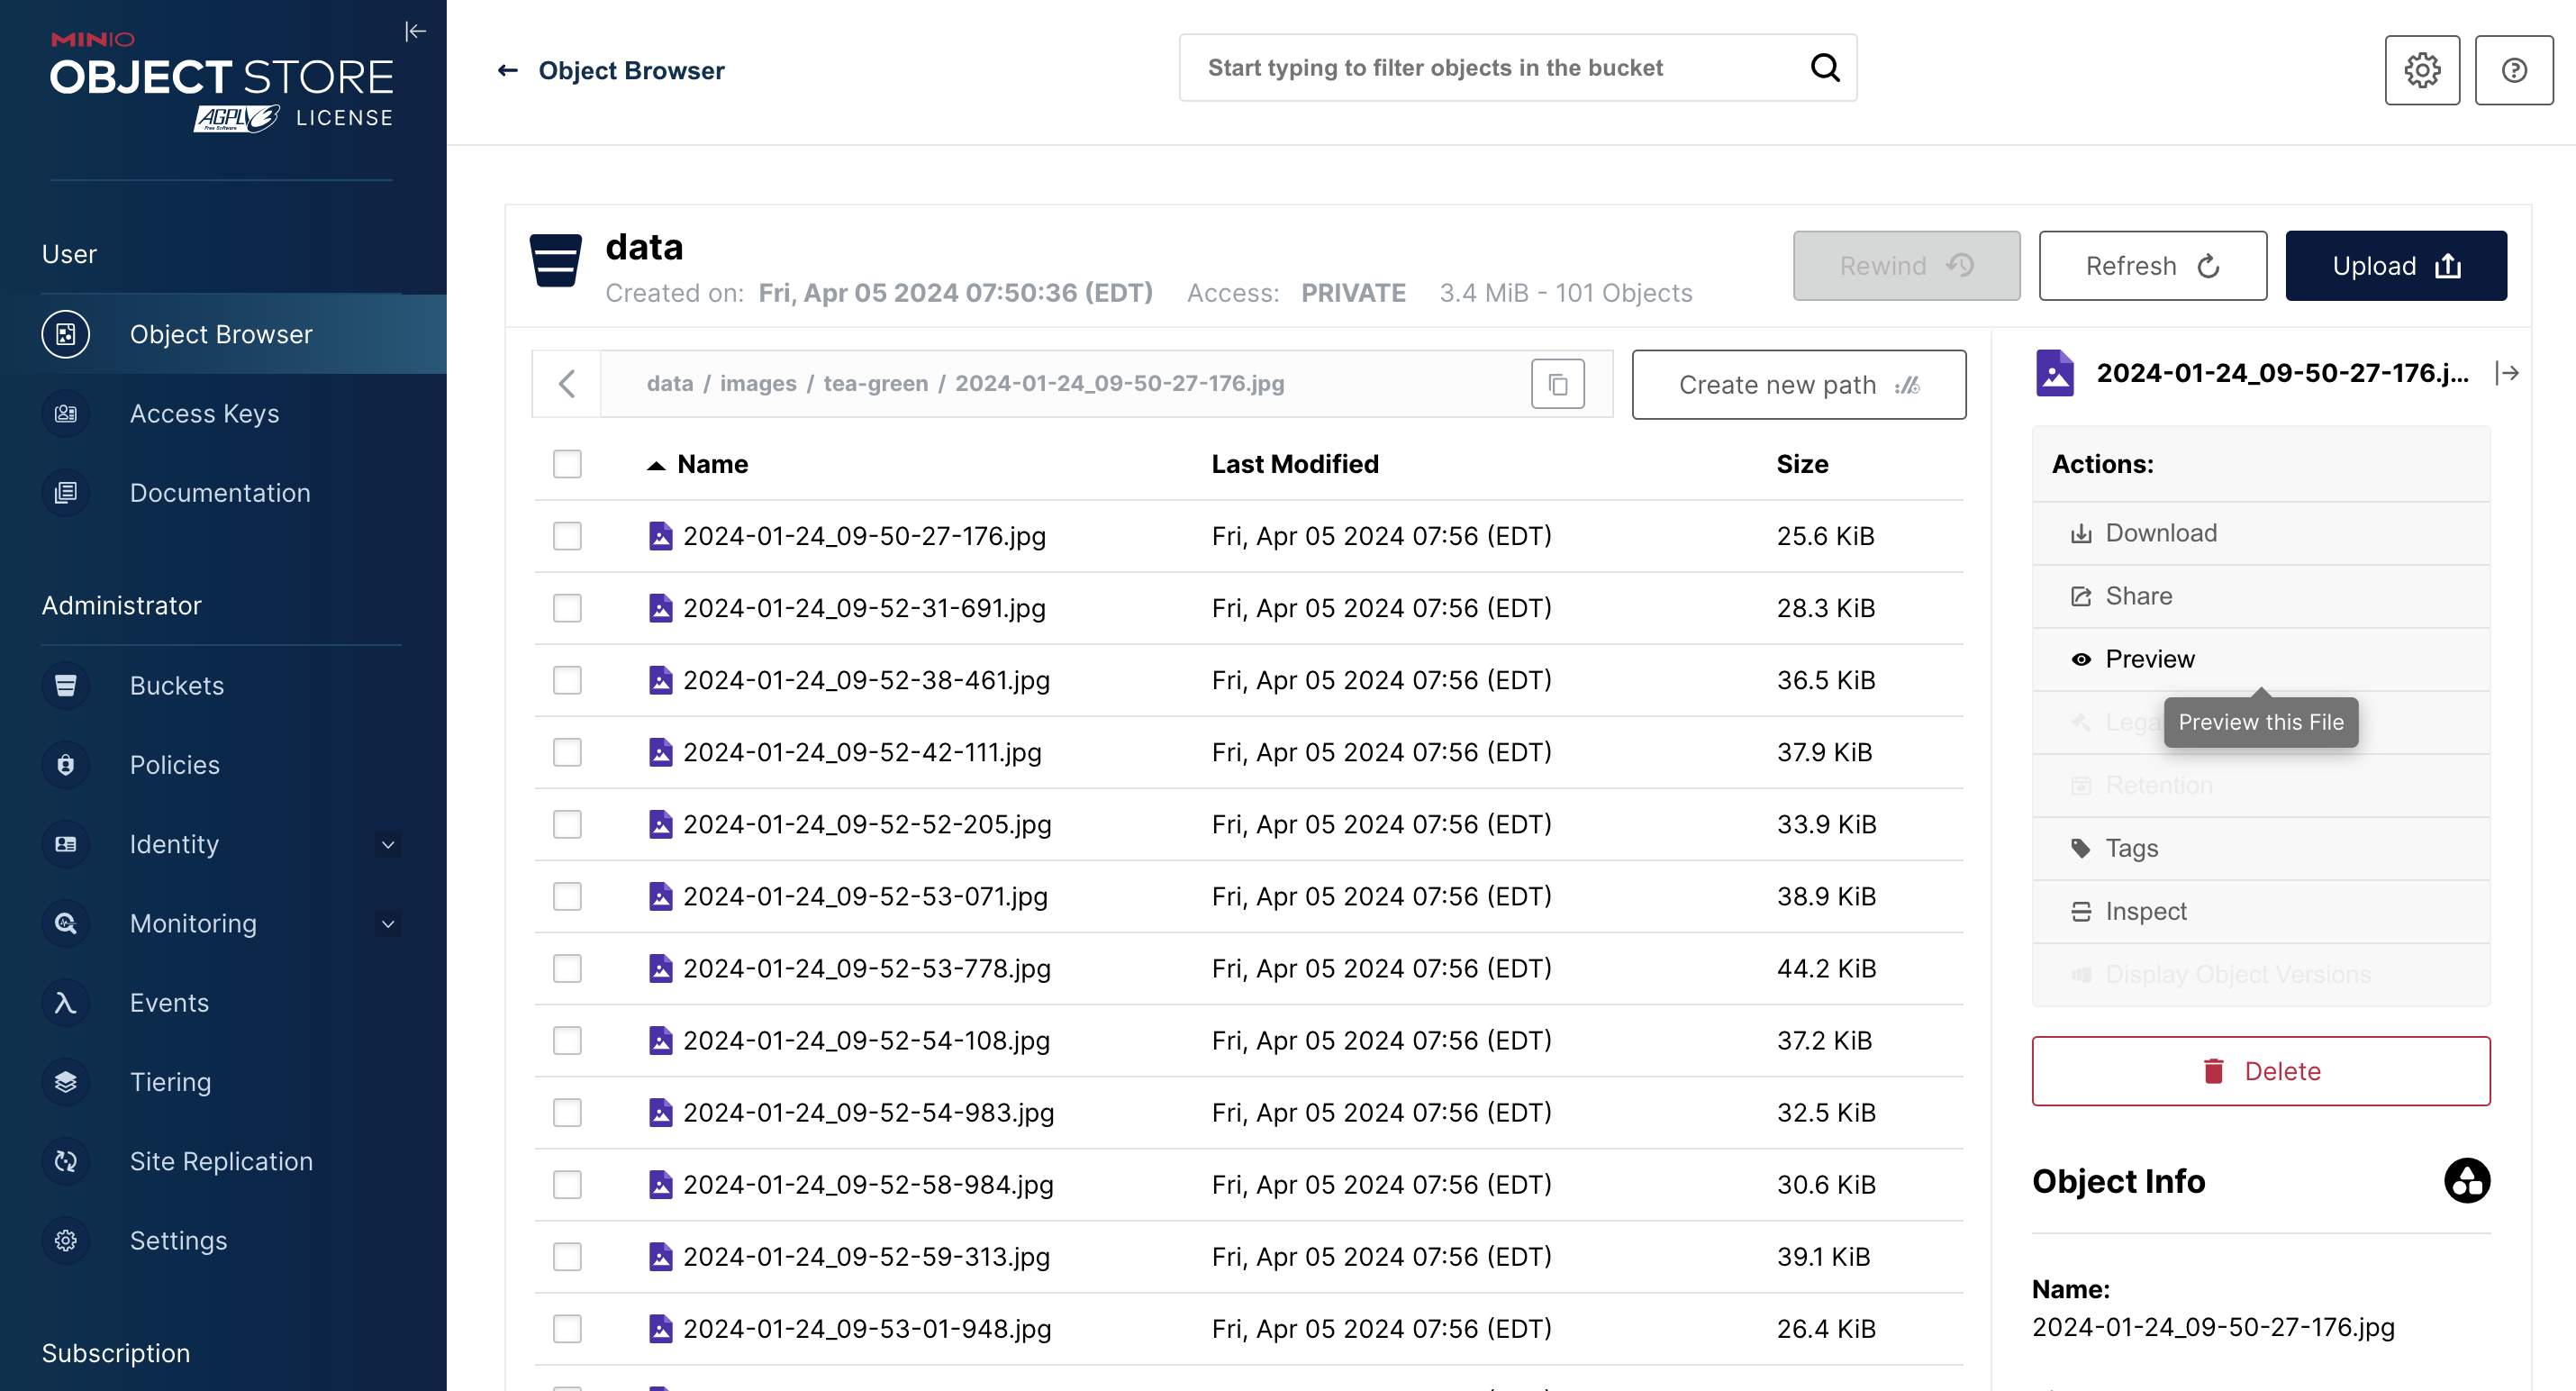 MINIO
OBJECT STORE
AGPL v3 LICENSE
Free Software
User
Object Browser
Access Keys
Documentation
Administrator
Buckets
Policies
Identity
Monitoring
Events
Tiering
Site Replication
Settings
Subscription
Object Browser
Start typing to filter objects in the bucket
data
Created on: Fri, Apr 05 2024 07:50:36 (EDT) Access: PRIVATE 3.4 MiB - 101 Objects
Rewind
Refresh
Upload
data / images / tea-green / 2024-01-24_09-50-27-176.jpg
Create new path
Name Last Modified Size
2024-01-24_09-50-27-176.jpg Fri, Apr 05 2024 07:56 (EDT) 25.6 KiB
2024-01-24_09-52-31-691.jpg Fri, Apr 05 2024 07:56 (EDT) 28.3 KiB
2024-01-24_09-52-38-461.jpg Fri, Apr 05 2024 07:56 (EDT) 36.5 KiB
2024-01-24_09-52-42-111.jpg Fri, Apr 05 2024 07:56 (EDT) 37.9 KiB
2024-01-24_09-52-52-205.jpg Fri, Apr 05 2024 07:56 (EDT) 33.9 KiB
2024-01-24_09-52-53-071.jpg Fri, Apr 05 2024 07:56 (EDT) 38.9 KiB
2024-01-24_09-52-53-778.jpg Fri, Apr 05 2024 07:56 (EDT) 44.2 KiB
2024-01-24_09-52-54-108.jpg Fri, Apr 05 2024 07:56 (EDT) 37.2 KiB
2024-01-24_09-52-54-983.jpg Fri, Apr 05 2024 07:56 (EDT) 32.5 KiB
2024-01-24_09-52-58-984.jpg Fri, Apr 05 2024 07:56 (EDT) 30.6 KiB
2024-01-24_09-52-59-313.jpg Fri, Apr 05 2024 07:56 (EDT) 39.1 KiB
2024-01-24_09-53-01-948.jpg Fri, Apr 05 2024 07:56 (EDT) 26.4 KiB
2024-01-24_09-50-27-176.j...
Actions:
Download
Share
Preview
Preview this File
Retention
Tags
Inspect
Display Object Versions
Delete
Object Info
Name:
2024-01-24_09-50-27-176.jpg